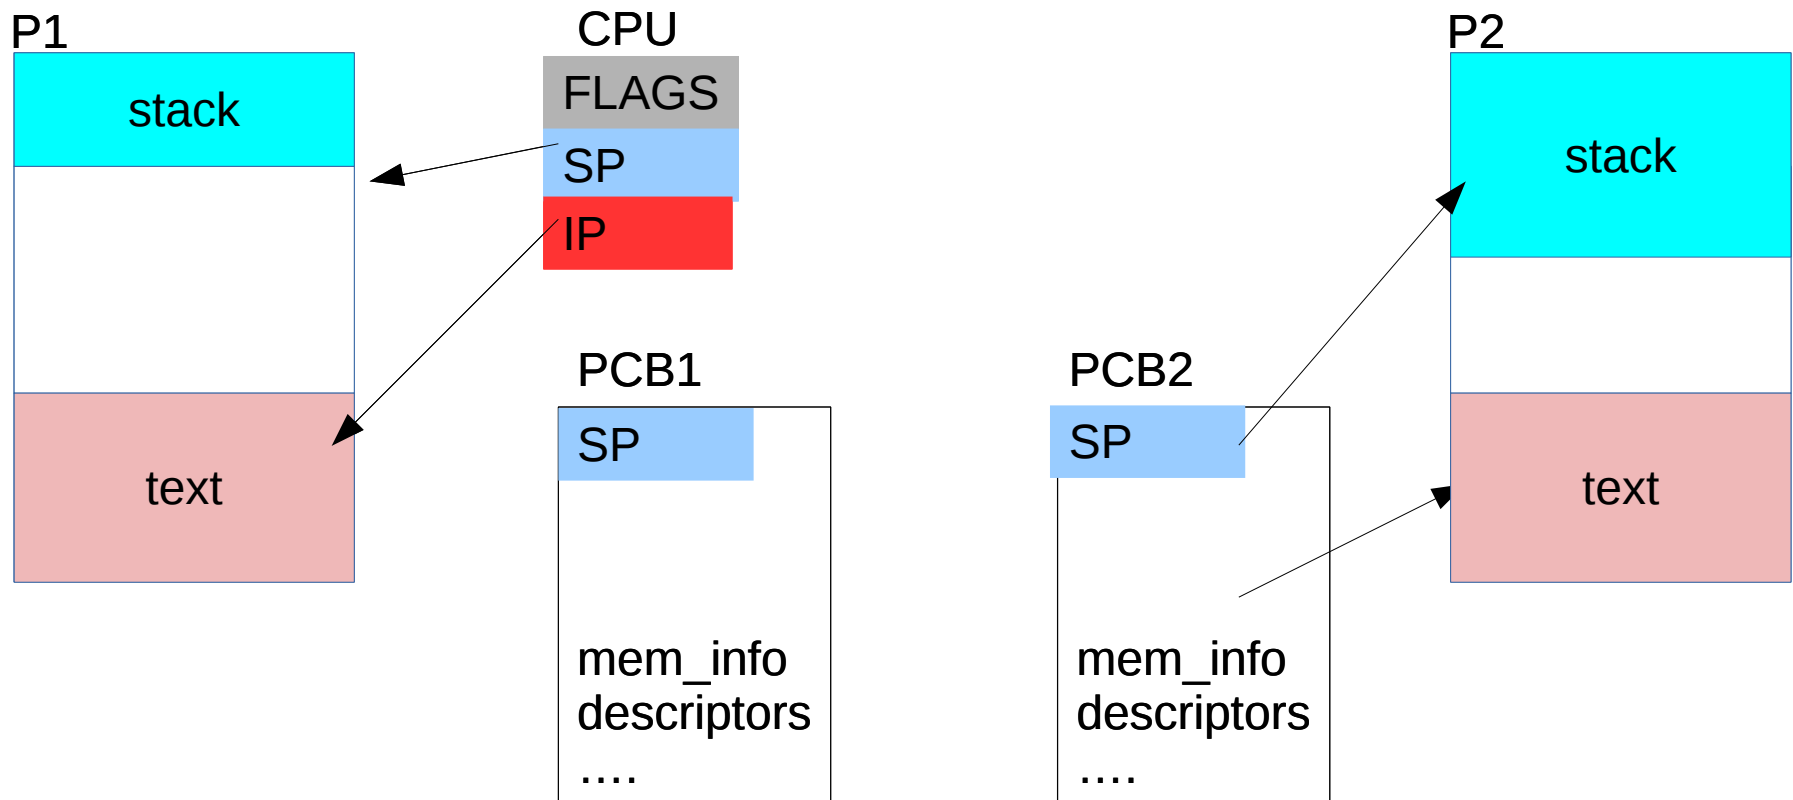 P1
stack
text
CPU
FLAGS
SP
IP
PCB1
SP
mem_info
descriptors
....
PCB2
SP
mem_info
descriptors
....
P2
stack
text